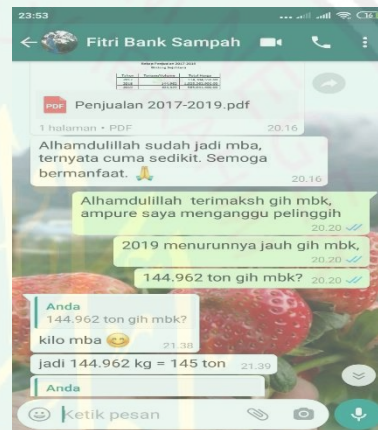 23:53
Fitri Bank Sampah
Penjualan 2017-2019.pdf
1 halaman • PDF 20.16
Alhamdulillah sudah jadi mba,
ternyata cuma sedikit. Semoga
bermanfaat. 🙏 20.16
Alhamdulillah terimaksh gih mbk,
ampure saya menganggu pelinggih
20.20
2019 menurunnya jauh gih mbk,
20.20
144.962 ton gih mbk? 20.20
Anda
144.962 ton gih mbk?
kilo mba 😊 21.38
jadi 144.962 kg = 145 ton 21.39
Anda
Ketik pesan